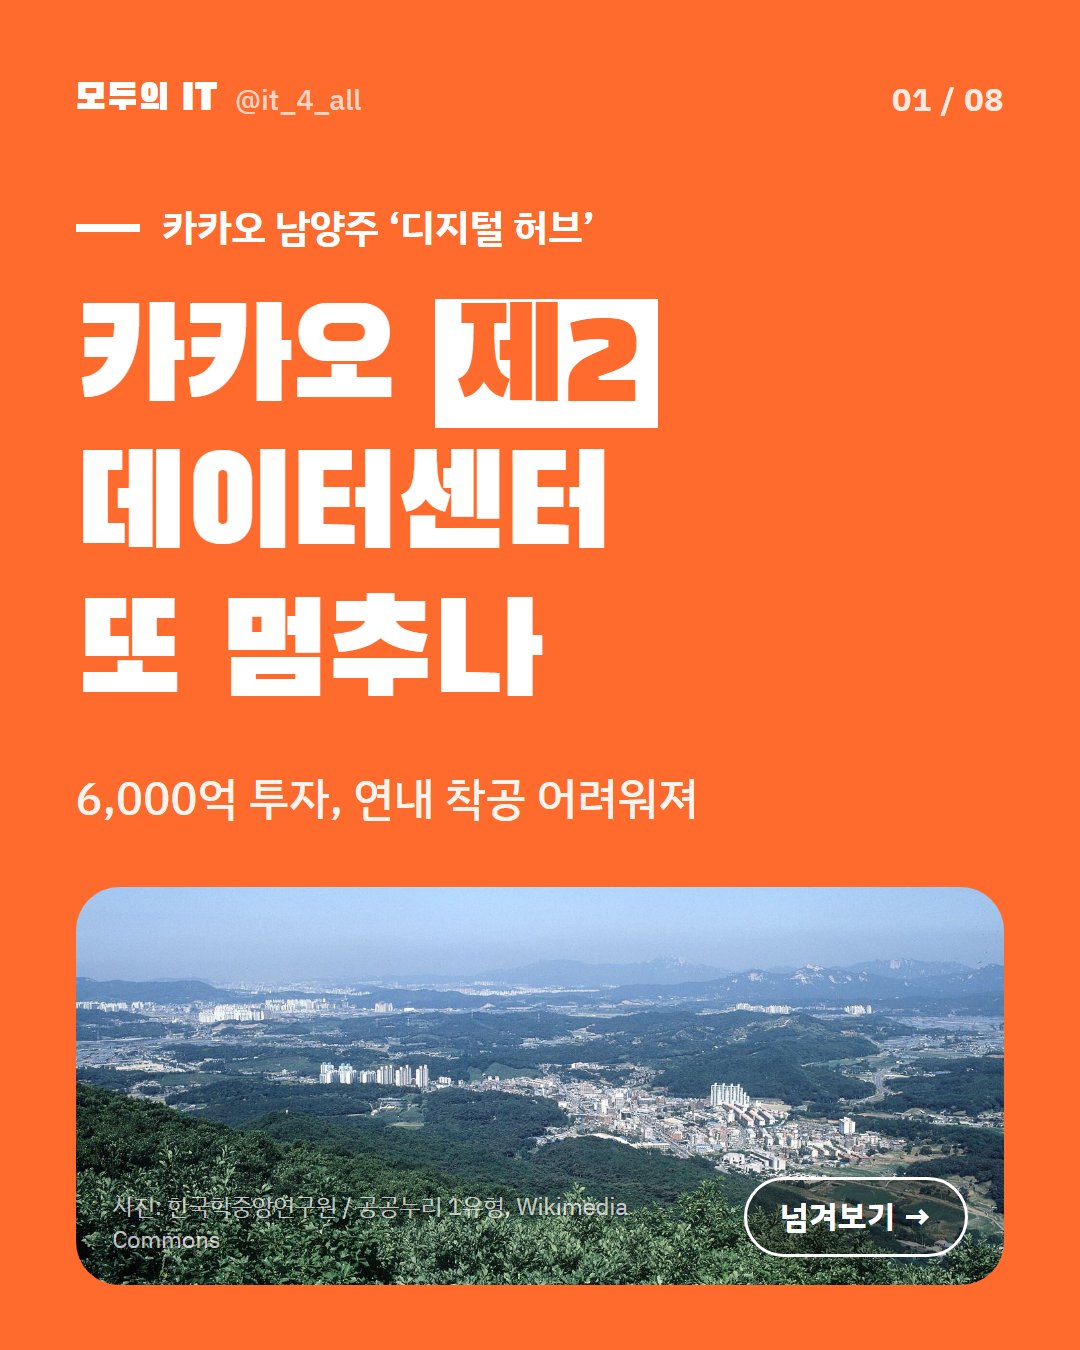 모두의 IT @it_4_all
01 / 08
카카오 남양주 ‘디지털 허브’
카카오 제2
데이터센터
또 멈추나
6,000억 투자, 연내 착공 어려워져
사진: 한국학중앙연구원 / 공공누리 1유형, Wikimedia
Commons
넘겨보기 →